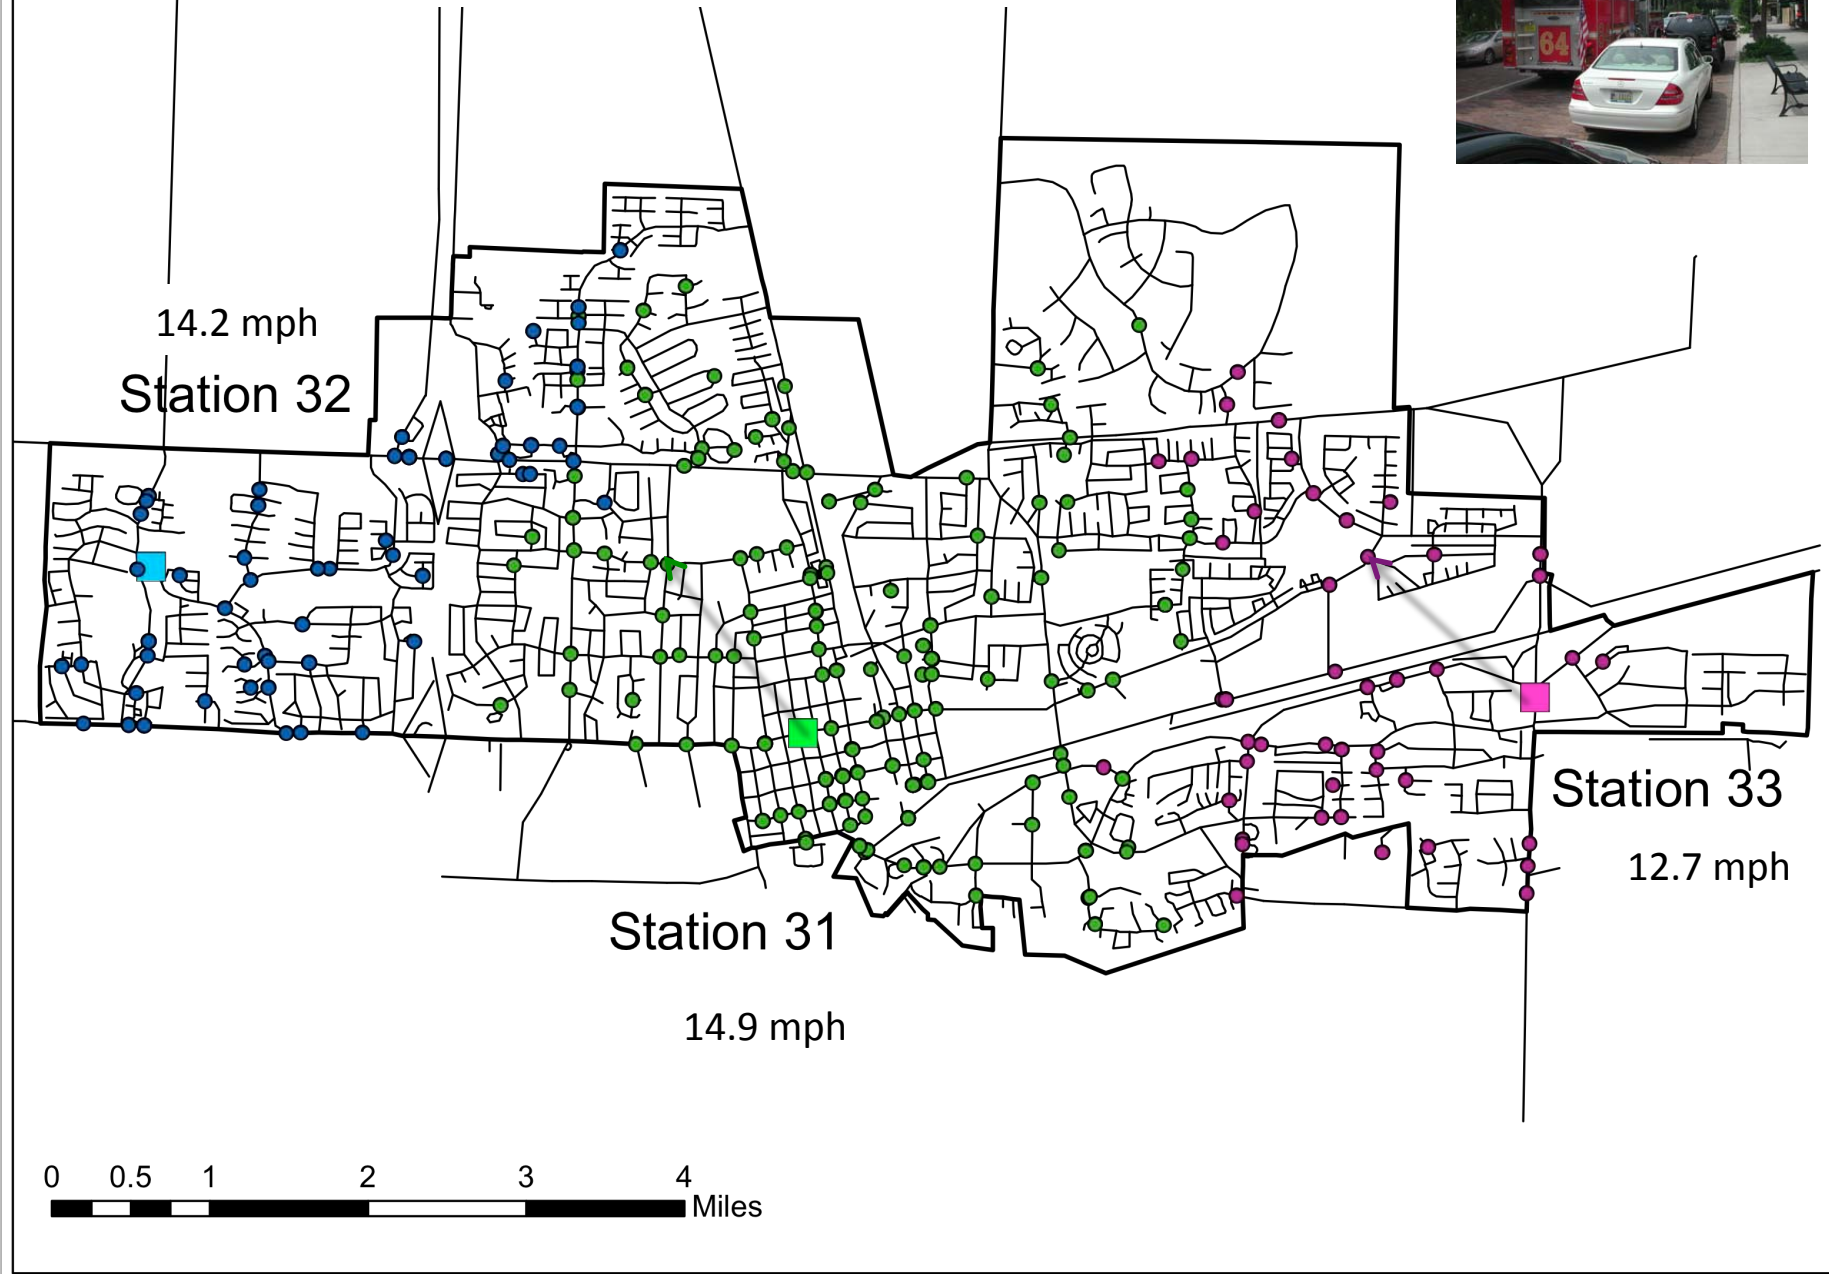 64
14.2 mph
Station 32
Station 33
12.7 mph
Station 31
14.9 mph
0 0.5 1 2 3 4
Miles